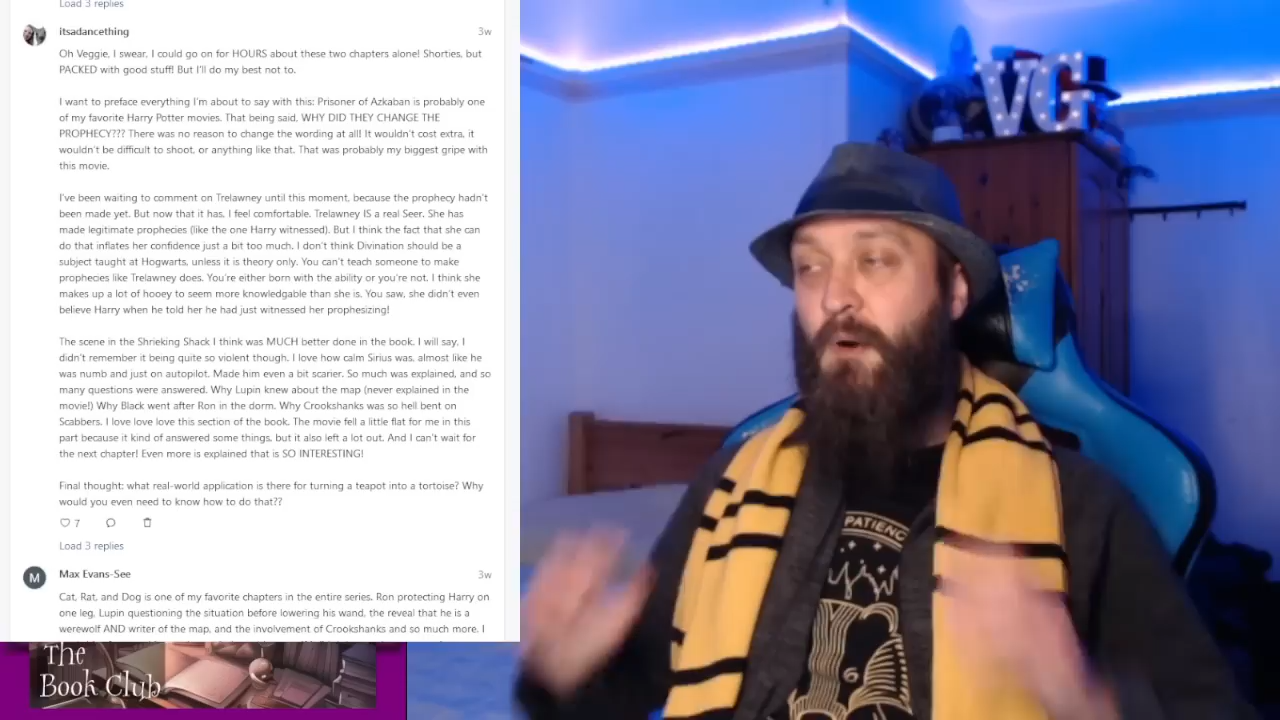 Load 3 replies
itsadancething
3w
Oh Veggie, I swear, I could go on for HOURS about these two chapters alone! Shorties, but
PACKED with good stuff! But I'll do my best not to.
I want to preface everything I'm about to say with this: Prisoner of Azkaban is probably one
of my favorite Harry Potter movies. That being said, WHY DID THEY CHANGE THE
PROPHECY??? There was no reason to change the wording at all! It wouldn't cost extra, it
wouldn't be difficult to shoot, or anything like that. That was probably my biggest gripe with
this movie.
I've been waiting to comment on Trelawney until this moment, because the prophecy hadn't
been made yet. But now that it has, I feel comfortable. Trelawney IS a real Seer. She has
made legitimate prophecies (like the one Harry witnessed). But I think the fact that she can
do that inflates her confidence just a bit too much. I don't think Divination should be a
subject taught at Hogwarts, unless it is theory only. You can't teach someone to make
prophecies like Trelawney does. You're either born with the ability or you're not. I think she
makes up a lot of hooey to seem more knowledgable than she is. You saw, she didn't even
believe Harry when he told her he had just witnessed her prophesizing!
The scene in the Shrieking Shack I think was MUCH better done in the book. I will say, I
didn't remember it being quite so violent though. I love how calm Sirius was, almost like he
was numb and just on autopilot. Made him even a bit scarier. So much was explained, and so
many questions were answered. Why Lupin knew about the map (never explained in the
movie!) Why Black went after Ron in the dorm. Why Crookshanks was so hell bent on
Scabbers. I love love love this section of the book. The movie fell a little flat for me in this
part because it kind of answered some things, but it also left a lot out. And I can't wait for
the next chapter! Even more is explained that is SO INTERESTING!
Final thought: what real-world application is there for turning a teapot into a tortoise? Why
would you even need to know how to do that??
7
Load 3 replies
M
Max Evans-See
3w
Cat, Rat, and Dog is one of my favorite chapters in the entire series. Ron protecting Harry on
one leg, Lupin questioning the situation before lowering his wand, the reveal that he is a
werewolf AND writer of the map, and the involvement of Crookshanks and so much more. I
The
Book Club
VG
PATIENC